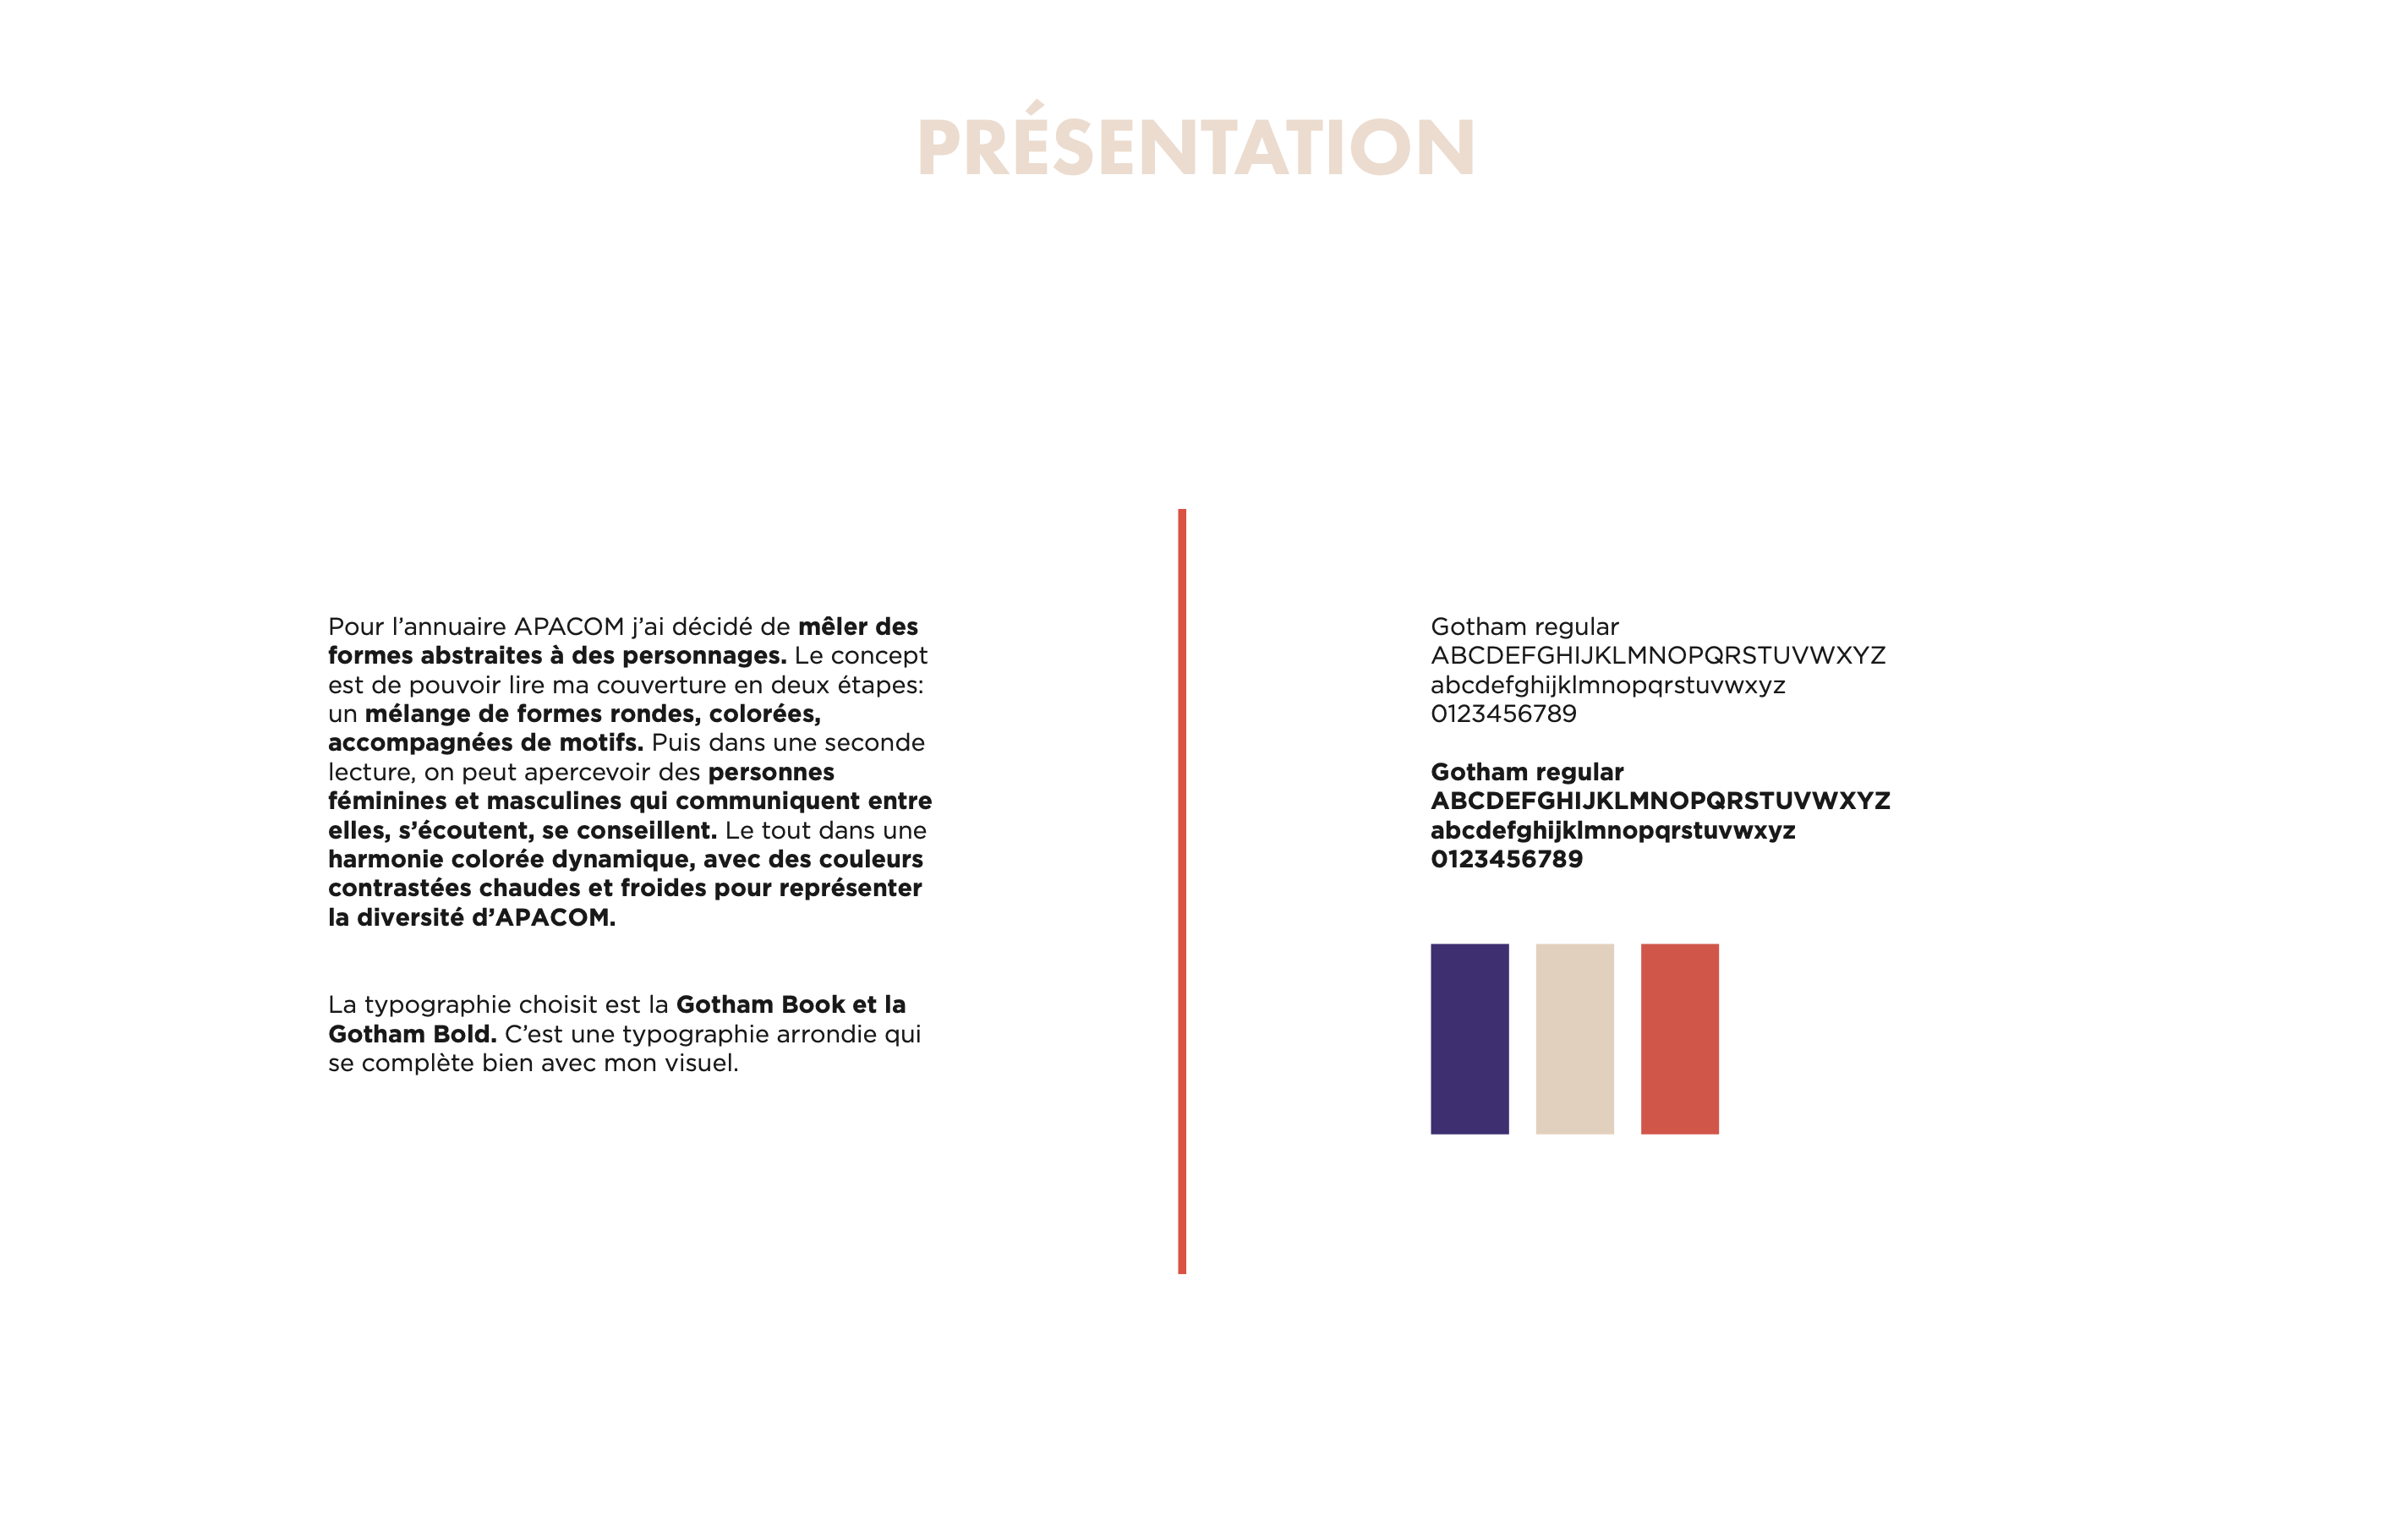 PRÉSENTATION
Pour l’annuaire APACOM j’ai décidé de mêler des
formes abstraites à des personnages. Le concept
est de pouvoir lire ma couverture en deux étapes:
un mélange de formes rondes, colorées,
accompagnées de motifs. Puis dans une seconde
lecture, on peut apercevoir des personnes
féminines et masculines qui communiquent entre
elles, s’écoutent, se conseillent. Le tout dans une
harmonie colorée dynamique, avec des couleurs
contrastées chaudes et froides pour représenter
la diversité d’APACOM.
La typographie choisit est la Gotham Book et la
Gotham Bold. C’est une typographie arrondie qui
se complète bien avec mon visuel.
Gotham regular
ABCDEFGHIJKLMNOPQRSTUVWXYZ
abcdefghijklmnopqrstuvwxyz
0123456789
Gotham regular
ABCDEFGHIJKLMNOPQRSTUVWXYZ
abcdefghijklmnopqrstuvwxyz
0123456789